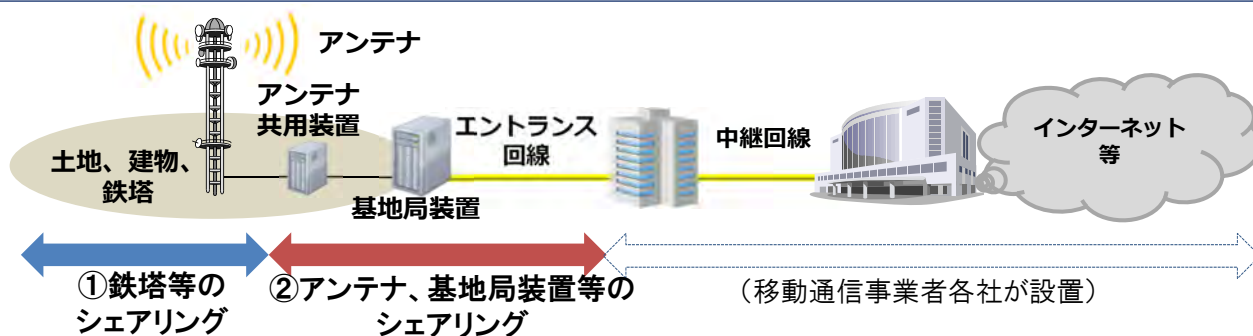 アンテナ
アンテナ
共用装置
エントランス
回線
中継回線
インターネット
等
土地、建物、
鉄塔
基地局装置
①鉄塔等の
シェアリング
②アンテナ、基地局装置等の
シェアリング
（移動通信事業者各社が設置）